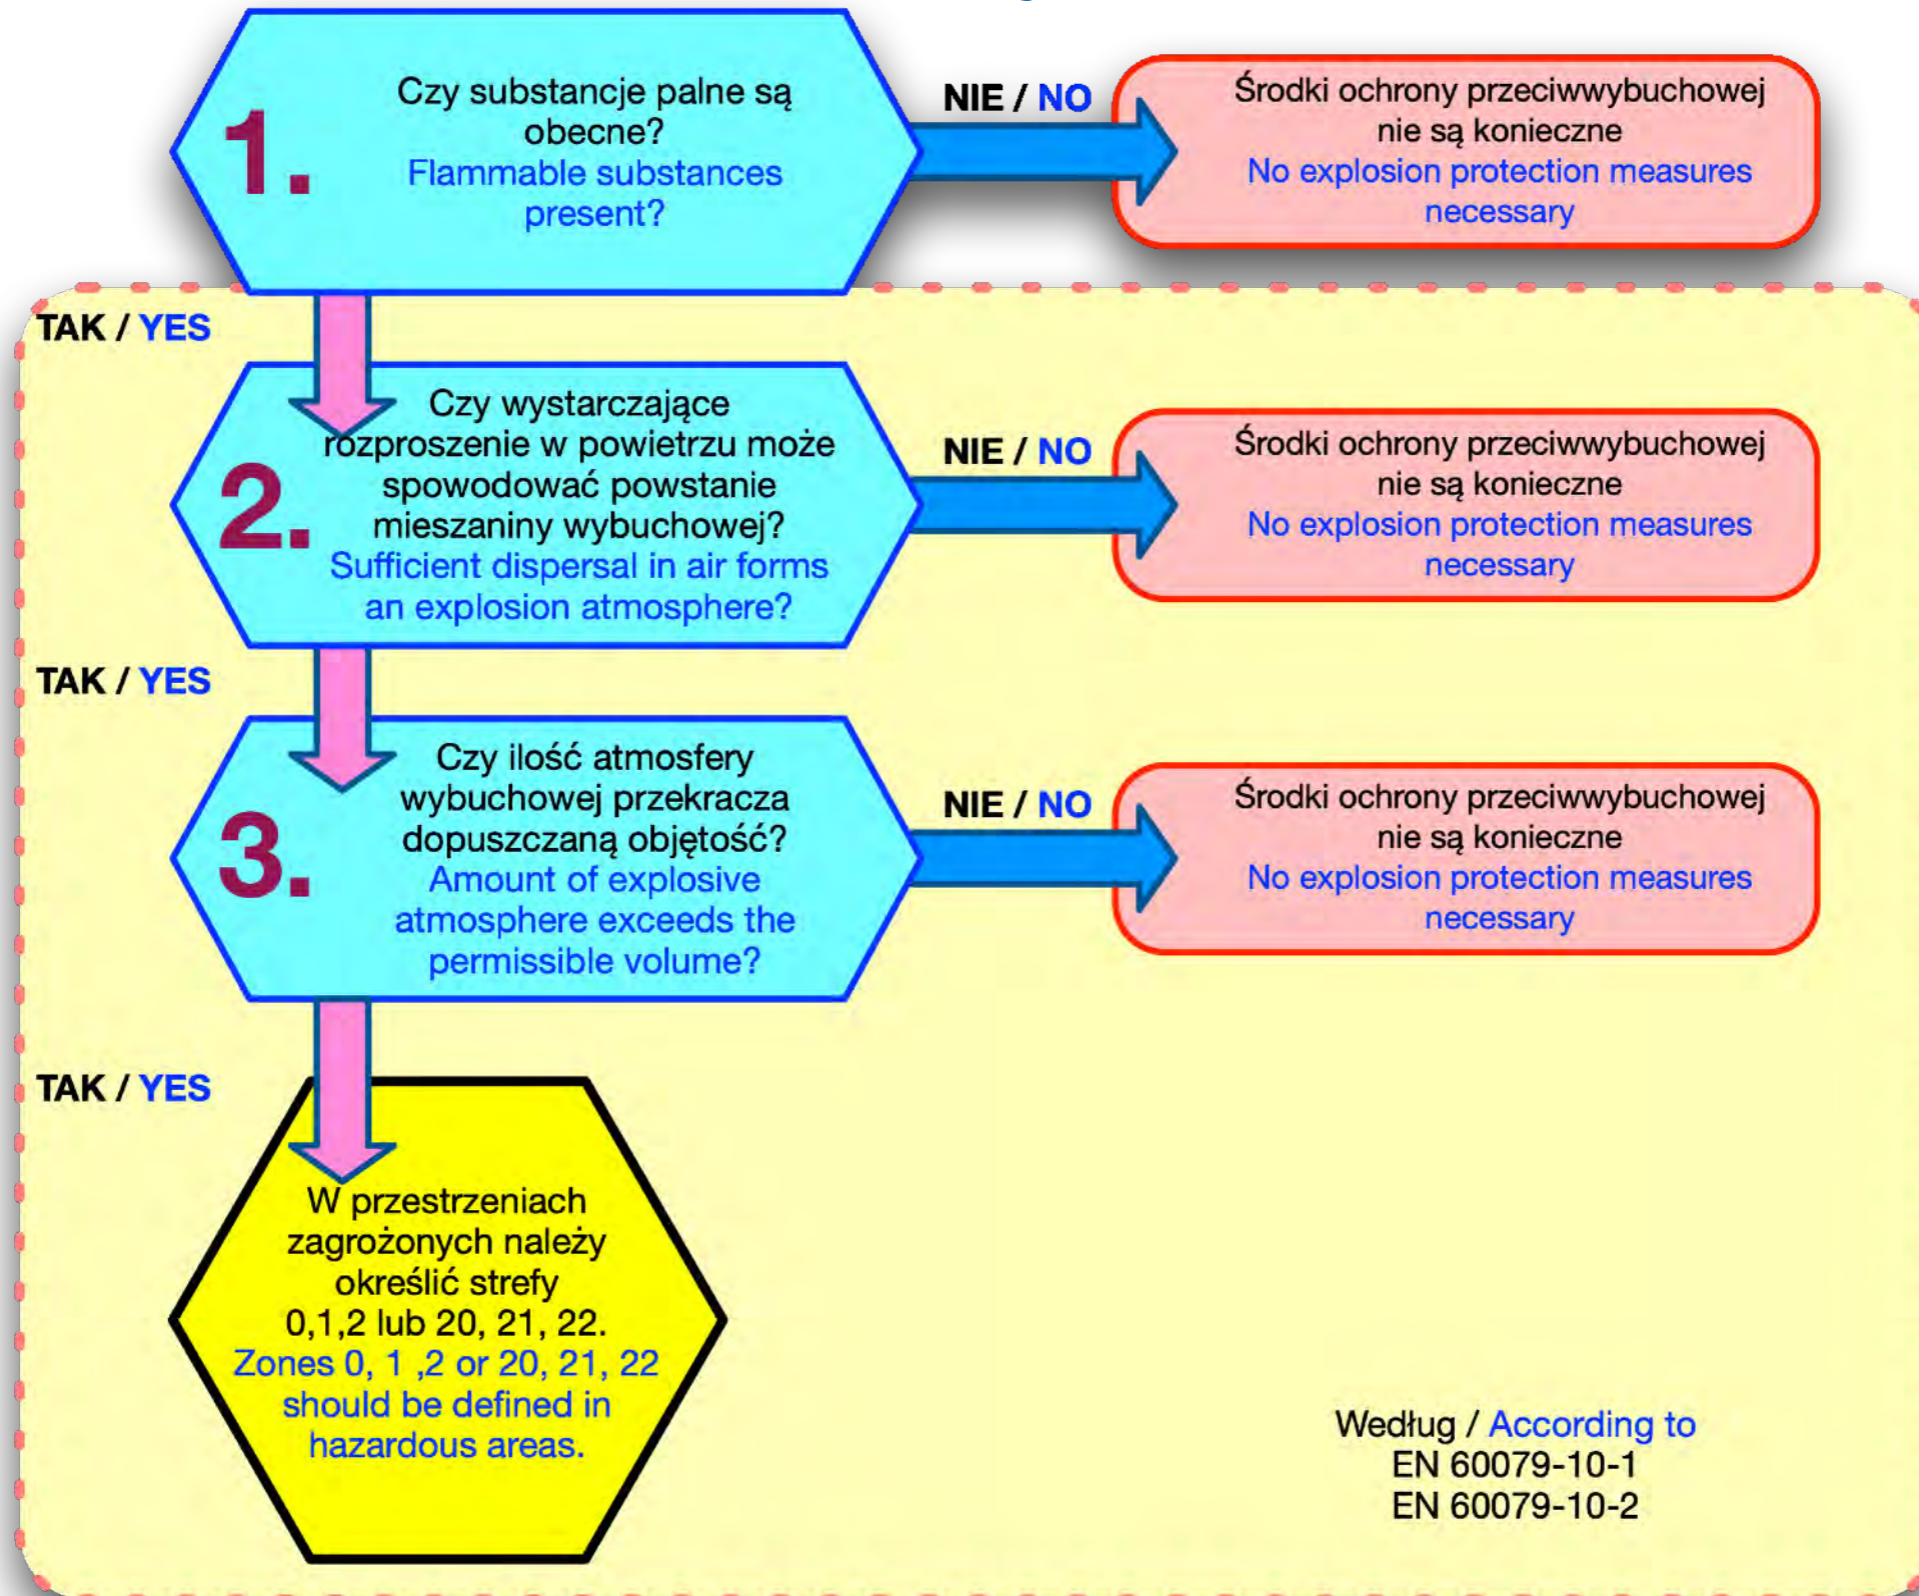 1.
Czy substancje palne są
obecne?
Flammable substances
present?
NIE / NO
Środki ochrony przeciwwybuchowej
nie są konieczne
No explosion protection measures
necessary
TAK / YES
2.
Czy wystarczające
rozproszenie w powietrzu może
spowodować powstanie
mieszaniny wybuchowej?
Sufficient dispersal in air forms
an explosion atmosphere?
NIE / NO
Środki ochrony przeciwwybuchowej
nie są konieczne
No explosion protection measures
necessary
TAK / YES
3.
Czy ilość atmosfery
wybuchowej przekracza
dopuszczaną objętość?
Amount of explosive
atmosphere exceeds the
permissible volume?
NIE / NO
Środki ochrony przeciwwybuchowej
nie są konieczne
No explosion protection measures
necessary
TAK / YES
W przestrzeniach
zagrożonych należy
określić strefy
0,1,2 lub 20, 21, 22.
Zones 0, 1 ,2 or 20, 21, 22
should be defined in
hazardous areas.
Według / According to
EN 60079-10-1
EN 60079-10-2